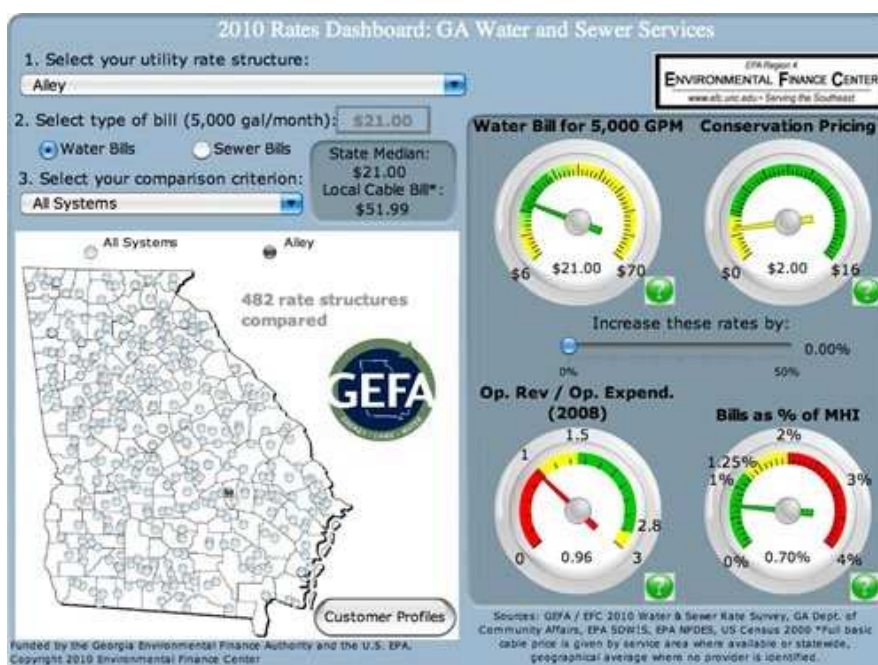 2010 Rates Dashboard: GA Water and Sewer Services
1. Select your utility rate structure:
Alley
EPA Region 4
ENVIRONMENTAL FINANCE CENTER
www.efc.unc.edu • Serving the Southeast
2. Select type of bill (5,000 gal/month): $21.00
Water Bills Sewer Bills
State Median:
$21.00
Local Cable Bill*:
$51.99
3. Select your comparison criterion:
All Systems
All Systems Alley
482 rate structures
compared
GEFA
Customer Profiles
Funded by the Georgia Environmental Finance Authority and the U.S. EPA.
Copyright 2010 Environmental Finance Center
Water Bill for 5,000 GPM
$6 $21.00 $70
?
Conservation Pricing
$0 $2.00 $16
?
Increase these rates by:
0.00%
0% 50%
Op. Rev / Op. Expend.
(2008)
1.5
1
2.8
0 0.96 3
?
Bills as % of MHI
2%
1.25%
1% 3%
0% 0.70% 4%
?
Sources: GEFA / EFC 2010 Water & Sewer Rate Survey, GA Dept. of
Community Affairs, EPA SDWIS, EPA NPDES, US Census 2000 *Full basic
cable price is given by service area where available or statewide,
geographical average where no provider is identified.